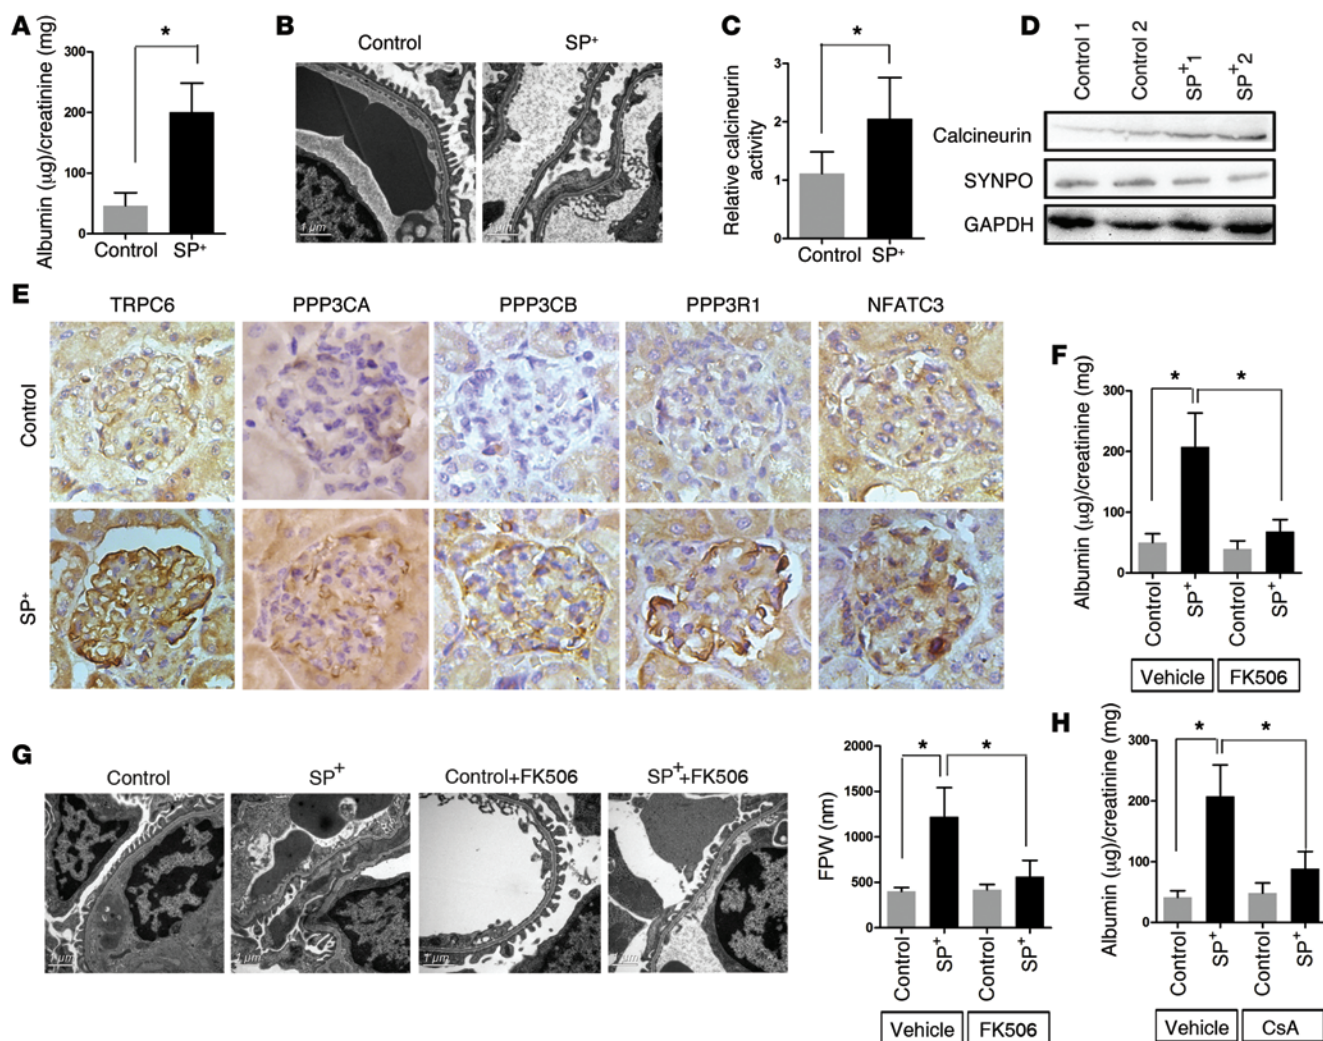 A
Albumin (µg)/creatinine (mg)
300
200
100
0
*
Control
SP+
B
Control
SP+
1 µm
1 µm
C
Relative calcineurin
activity
3
2
1
0
*
Control
SP+
D
Control 1
Control 2
SP+1
SP+2
Calcineurin
SYNPO
GAPDH
E
TRPC6
PPP3CA
PPP3CB
PPP3R1
NFATC3
Control
SP+
F
Albumin (µg)/creatinine (mg)
300
200
100
0
*
*
Control
SP+
Control
SP+
Vehicle
FK506
G
Control
SP+
Control+FK506
SP++FK506
1 µm
1 µm
1 µm
1 µm
FPW (nm)
2000
1500
1000
500
0
*
*
Control
SP+
Control
SP+
Vehicle
FK506
H
Albumin (µg)/creatinine (mg)
300
200
100
0
*
*
Control
SP+
Control
SP+
Vehicle
CsA